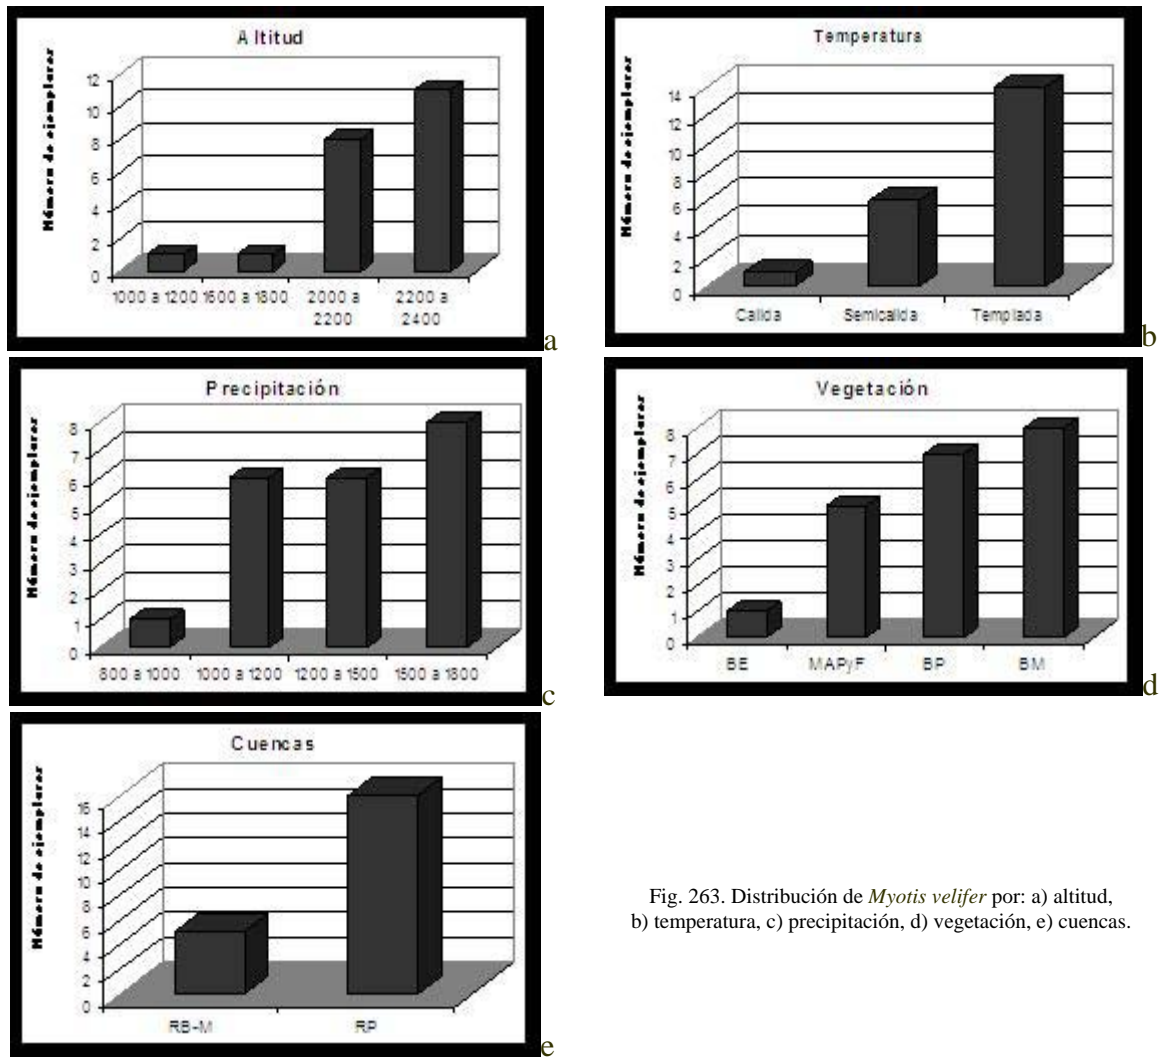 Altitud
Número de ejemplares
12
10
8
6
4
2
0
1000 a 1200 1600 a 1800 2000 a 2200 a
2200 2400
a
Temperatura
Número de ejemplares
14
12
10
8
6
4
2
0
Calida Semicalida Templada
b
Precipitación
Número de ejemplares
8
7
6
5
4
3
2
1
0
800 a 1000 1000 a 1200 1200 a 1500 1500 a 1800
c
Vegetación
Número de ejemplares
8
7
6
5
4
3
2
1
0
BE MAPyF BP BM
d
Cuencas
Número de ejemplares
16
14
12
10
8
6
4
2
0
RB-M RP
e
Fig. 263. Distribución de Myotis velifer por: a) altitud,
b) temperatura, c) precipitación, d) vegetación, e) cuencas.